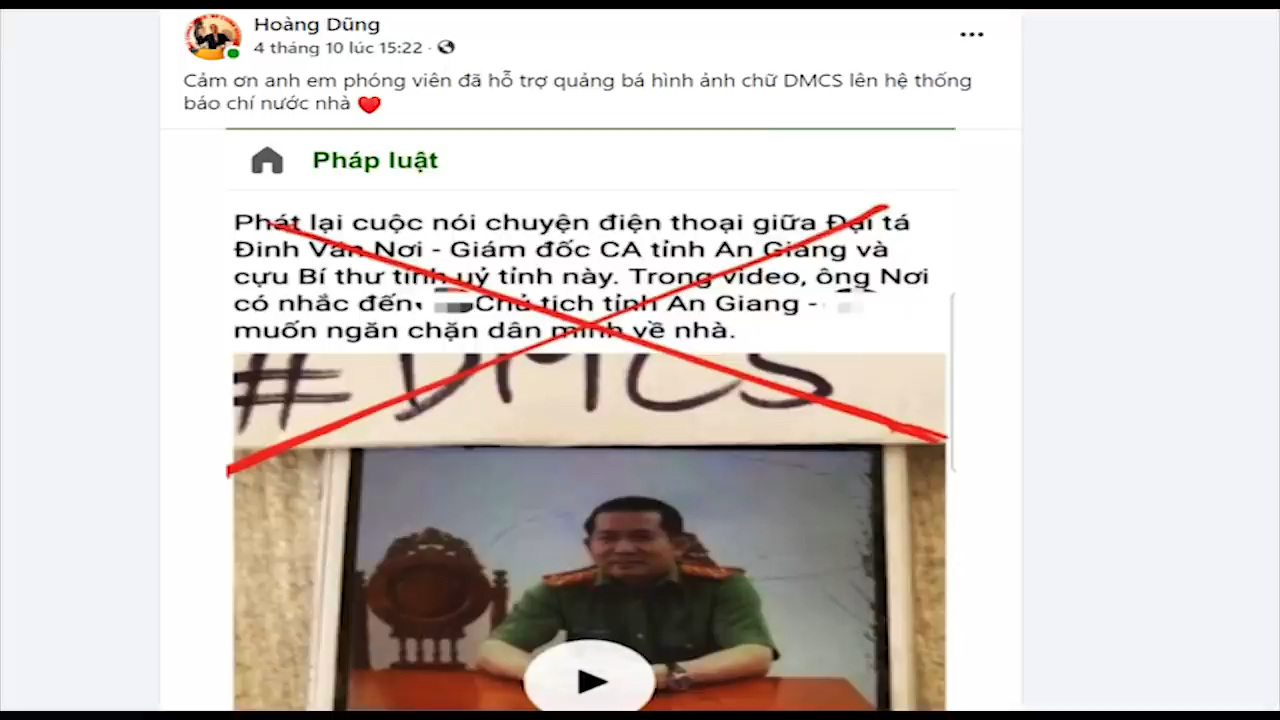 Hoàng Dũng
4 tháng 10 lúc 15:22 ·
Cảm ơn anh em phóng viên đã hỗ trợ quảng bá hình ảnh chữ DMCS lên hệ thống
báo chí nước nhà ❤️
Pháp luật
Phát lại cuộc nói chuyện điện thoại giữa Đại tá
Đinh Văn Nơi - Giám đốc CA tỉnh An Giang và
cựu Bí thư tỉnh uỷ tỉnh này. Trong video, ông Nơi
có nhắc đến Chủ tịch tỉnh An Giang -
muốn ngăn chặn dân mình về nhà.
#DMCS